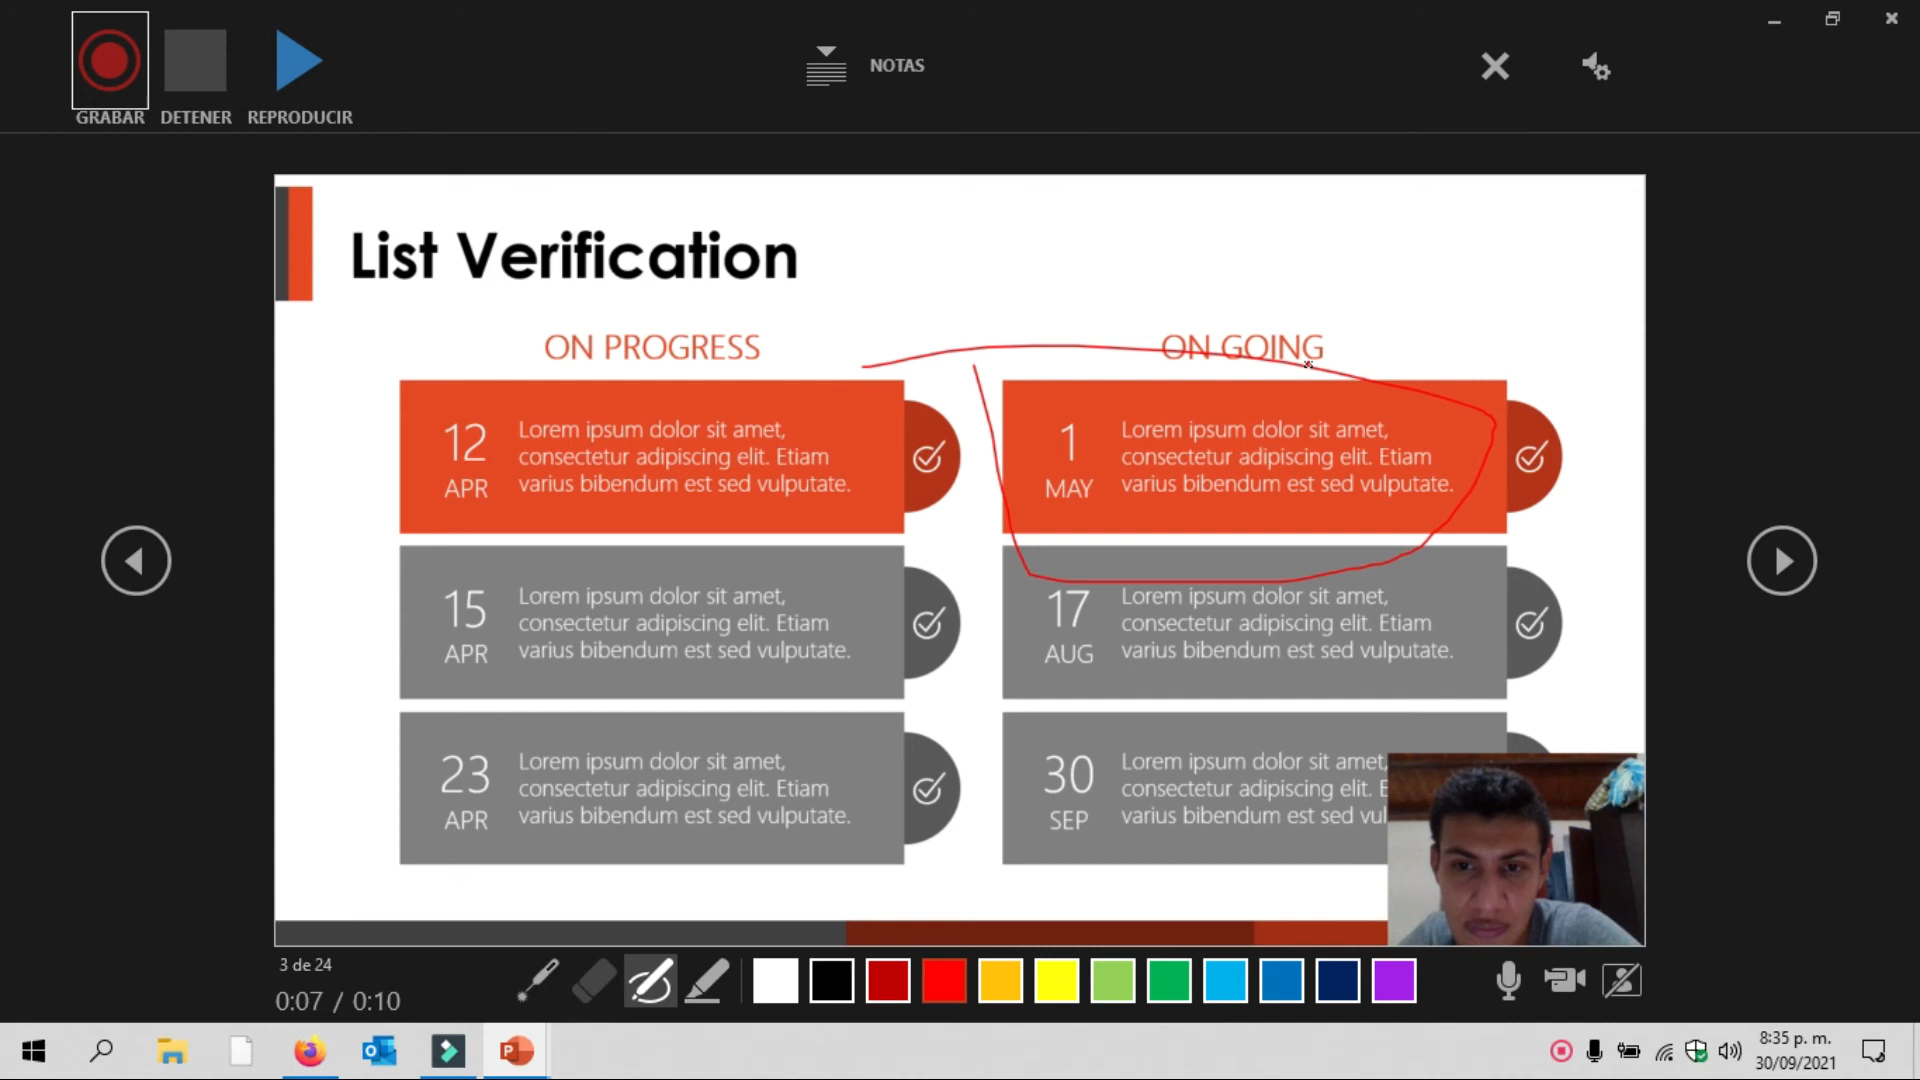 GRABAR
DETENER
REPRODUCIR
NOTAS
List Verification
ON PROGRESS
12
APR
Lorem ipsum dolor sit amet,
consectetur adipiscing elit. Etiam
varius bibendum est sed vulputate.
15
APR
Lorem ipsum dolor sit amet,
consectetur adipiscing elit. Etiam
varius bibendum est sed vulputate.
23
APR
Lorem ipsum dolor sit amet,
consectetur adipiscing elit. Etiam
varius bibendum est sed vulputate.
ON GOING
1
MAY
Lorem ipsum dolor sit amet,
consectetur adipiscing elit. Etiam
varius bibendum est sed vulputate.
17
AUG
Lorem ipsum dolor sit amet,
consectetur adipiscing elit. Etiam
varius bibendum est sed vulputate.
30
SEP
Lorem ipsum dolor sit amet,
consectetur adipiscing elit. E
varius bibendum est sed vul
3 de 24
0:07 / 0:10
8:35 p. m.
30/09/2021